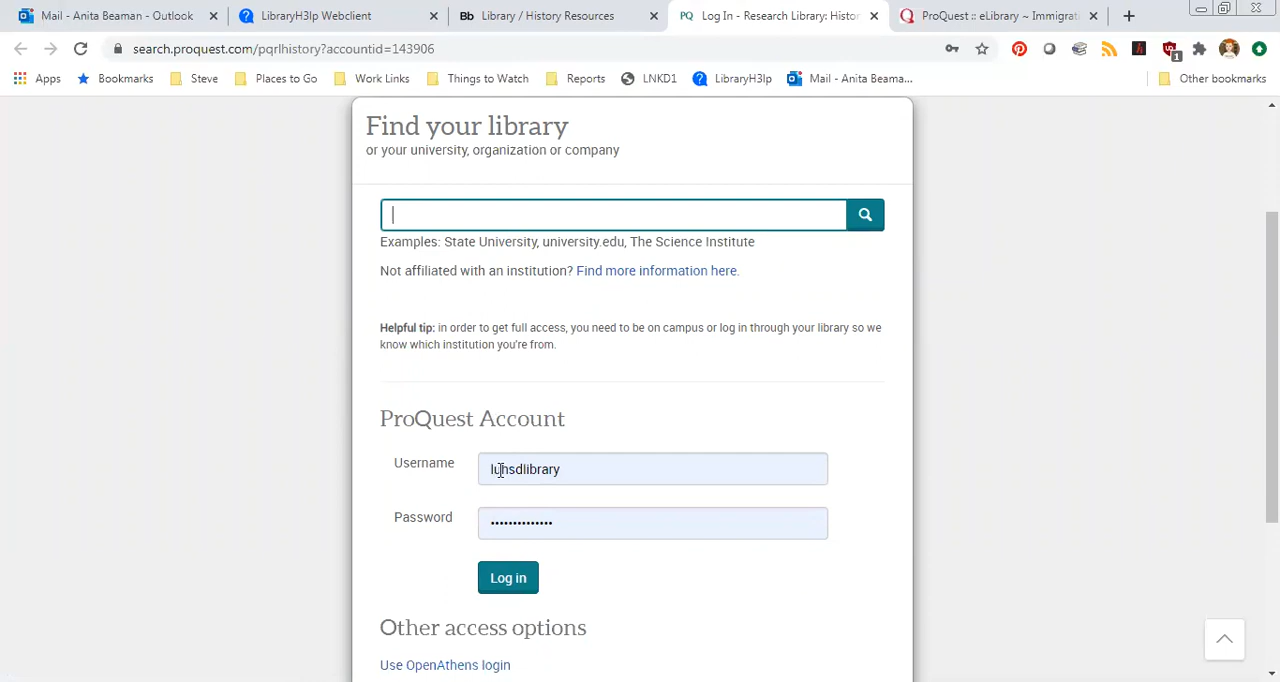 Mail - Anita Beaman - Outlook
LibraryH3lp Webclient
Bb Library / History Resources
PQ Log In - Research Library: Histor
ProQuest :: eLibrary ~ Immigrati
search.proquest.com/pqrlhistory?accountid=143906
Apps Bookmarks Steve Places to Go Work Links Things to Watch Reports LNKD1 LibraryH3lp Mail - Anita Beama... Other bookmarks
Find your library
or your university, organization or company
Examples: State University, university.edu, The Science Institute
Not affiliated with an institution? Find more information here.
Helpful tip: in order to get full access, you need to be on campus or log in through your library so we
know which institution you're from.
ProQuest Account
Username luhsdlibrary
Password ••••••••••••••
Log in
Other access options
Use OpenAthens login